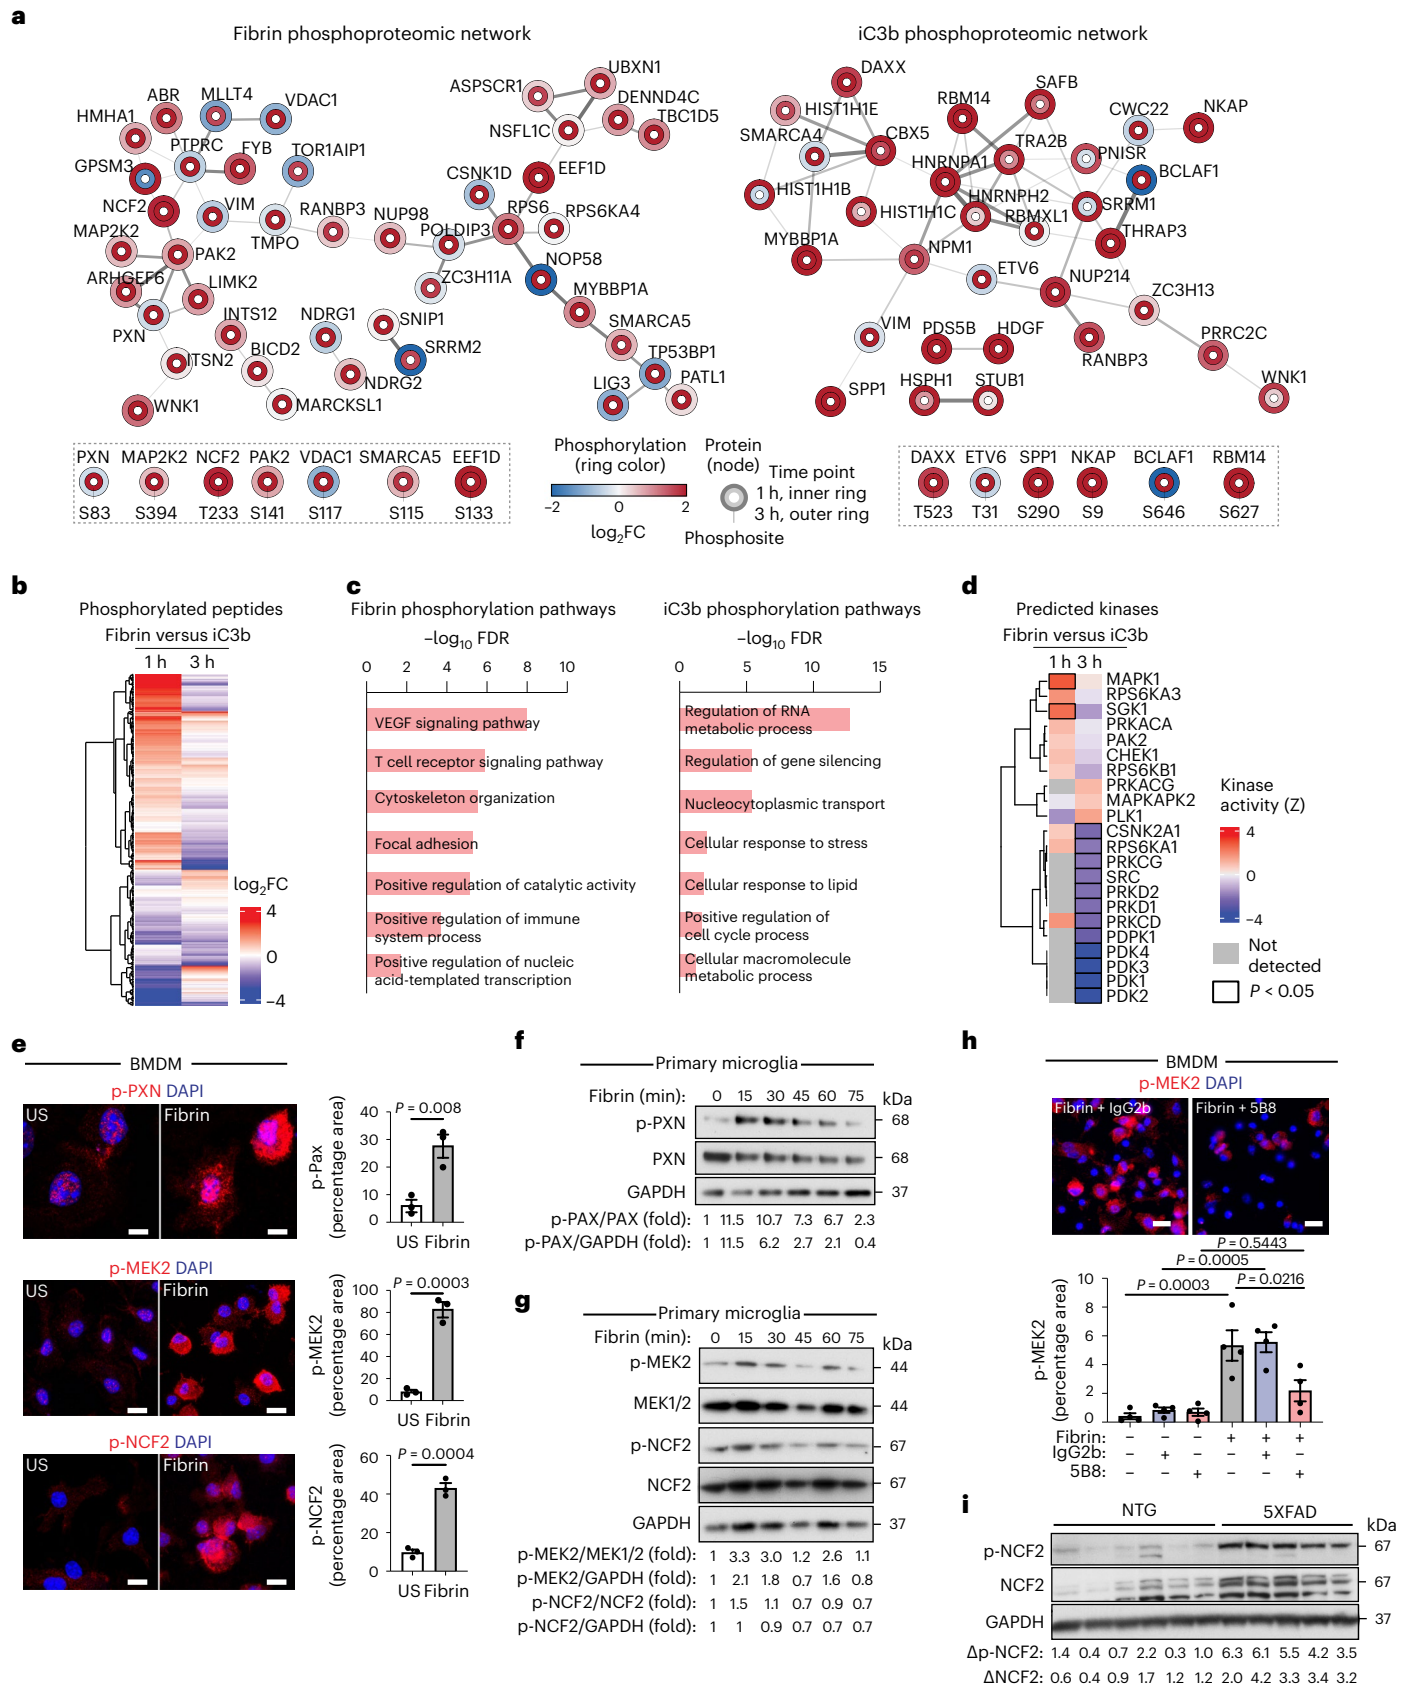 a
Fibrin phosphoproteomic network
iC3b phosphoproteomic network
ABR
MLLT4
VDAC1
HMHA1
PTPRC
FYB
TOR1AIP1
GPSM3
NCF2
VIM
TMPO
RANBP3
NUP98
MAP2K2
PAK2
ARHGEF6
LIMK2
PXN
ITSN2
WNK1
INTS12
BICD2
MARCKSL1
NDRG1
NDRG2
SNIP1
SRRM2
ASPSCR1
UBXN1
DENND4C
NSFL1C
TBC1D5
EEF1D
CSNK1D
RPS6
RPS6KA4
POLDIP3
ZC3H11A
NOP58
MYBBP1A
SMARCA5
TP53BP1
LIG3
PATL1
DAXX
HIST1H1E
SMARCA4
CBX5
RBM14
SAFB
CWC22
NKAP
TRA2B
PNISR
BCLAF1
HNRNPA1
HIST1H1B
HNRNPH2
SRRM1
HIST1H1C
RBMXL1
THRAP3
MYBBP1A
NPM1
ETV6
NUP214
ZC3H13
VIM
PDS5B
HDGF
RANBP3
PRRC2C
SPP1
HSPH1
STUB1
WNK1
PXN MAP2K2 NCF2 PAK2 VDAC1 SMARCA5 EEF1D
S83 S394 T233 S141 S117 S115 S133
Phosphorylation
(ring color)
−2 0 2
log2FC
Protein
(node)
Time point
1 h, inner ring
3 h, outer ring
Phosphosite
DAXX ETV6 SPP1 NKAP BCLAF1 RBM14
T523 T31 S290 S9 S646 S627
b
Phosphorylated peptides
Fibrin versus iC3b
1 h 3 h
log2FC
4
0
−4
c
Fibrin phosphorylation pathways
−log10 FDR
0 2 4 6 8 10
VEGF signaling pathway
T cell receptor signaling pathway
Cytoskeleton organization
Focal adhesion
Positive regulation of catalytic activity
Positive regulation of immune
system process
Positive regulation of nucleic
acid-templated transcription
iC3b phosphorylation pathways
−log10 FDR
0 5 10 15
Regulation of RNA
metabolic process
Regulation of gene silencing
Nucleocytoplasmic transport
Cellular response to stress
Cellular response to lipid
Positive regulation of
cell cycle process
Cellular macromolecule
metabolic process
d
Predicted kinases
Fibrin versus iC3b
1 h 3 h
MAPK1
RPS6KA3
SGK1
PRKACA
PAK2
CHEK1
RPS6KB1
PRKACG
MAPKAPK2
PLK1
CSNK2A1
RPS6KA1
PRKCG
SRC
PRKD2
PRKD1
PRKCD
PDPK1
PDK4
PDK3
PDK1
PDK2
Kinase
activity (Z)
4
0
−4
Not
detected
P < 0.05
e
BMDM
p-PXN DAPI
US
Fibrin
p-Pax
(percentage area)
P = 0.008
40
30
20
10
0
US Fibrin
p-MEK2 DAPI
US
Fibrin
p-MEK2
(percentage area)
P = 0.0003
100
80
60
40
20
0
US Fibrin
p-NCF2 DAPI
US
Fibrin
p-NCF2
(percentage area)
P = 0.0004
60
40
20
0
US Fibrin
f
Primary microglia
Fibrin (min): 0 15 30 45 60 75 kDa
p-PXN 68
PXN 68
GAPDH 37
p-PAX/PAX (fold): 1 11.5 10.7 7.3 6.7 2.3
p-PAX/GAPDH (fold): 1 11.5 6.2 2.7 2.1 0.4
g
Primary microglia
Fibrin (min): 0 15 30 45 60 75 kDa
p-MEK2 44
MEK1/2 44
p-NCF2 67
NCF2 67
GAPDH 37
p-MEK2/MEK1/2 (fold): 1 3.3 3.0 1.2 2.6 1.1
p-MEK2/GAPDH (fold): 1 2.1 1.8 0.7 1.6 0.8
p-NCF2/NCF2 (fold): 1 1.5 1.1 0.7 0.9 0.7
p-NCF2/GAPDH (fold): 1 1 0.9 0.7 0.7 0.7
h
BMDM
p-MEK2 DAPI
Fibrin + IgG2b
Fibrin + 5B8
P = 0.5443
P = 0.0005
P = 0.0003
P = 0.0216
p-MEK2
(percentage area)
10
8
6
4
2
0
Fibrin: – – – + + +
IgG2b: – + – – + –
5B8: – – + – – +
i
NTG
5XFAD
kDa
p-NCF2 67
NCF2 67
GAPDH 37
Δp-NCF2: 1.4 0.4 0.7 2.2 0.3 1.0 6.3 6.1 5.5 4.2 3.5
ΔNCF2: 0.6 0.4 0.9 1.7 1.2 1.2 2.0 4.2 3.3 3.4 3.2